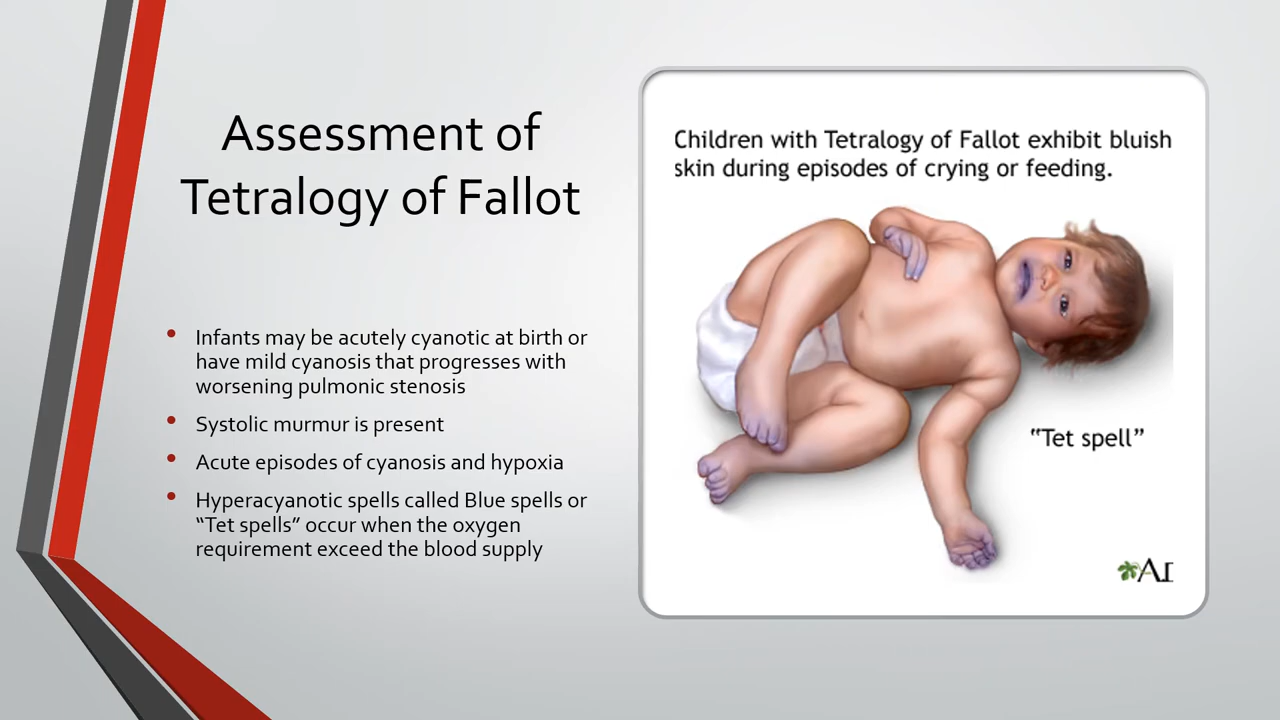 Assessment of
Tetralogy of Fallot
Infants may be acutely cyanotic at birth or
have mild cyanosis that progresses with
worsening pulmonic stenosis
Systolic murmur is present
Acute episodes of cyanosis and hypoxia
Hyperacyanotic spells called Blue spells or
“Tet spells” occur when the oxygen
requirement exceed the blood supply
Children with Tetralogy of Fallot exhibit bluish
skin during episodes of crying or feeding.
“Tet spell”